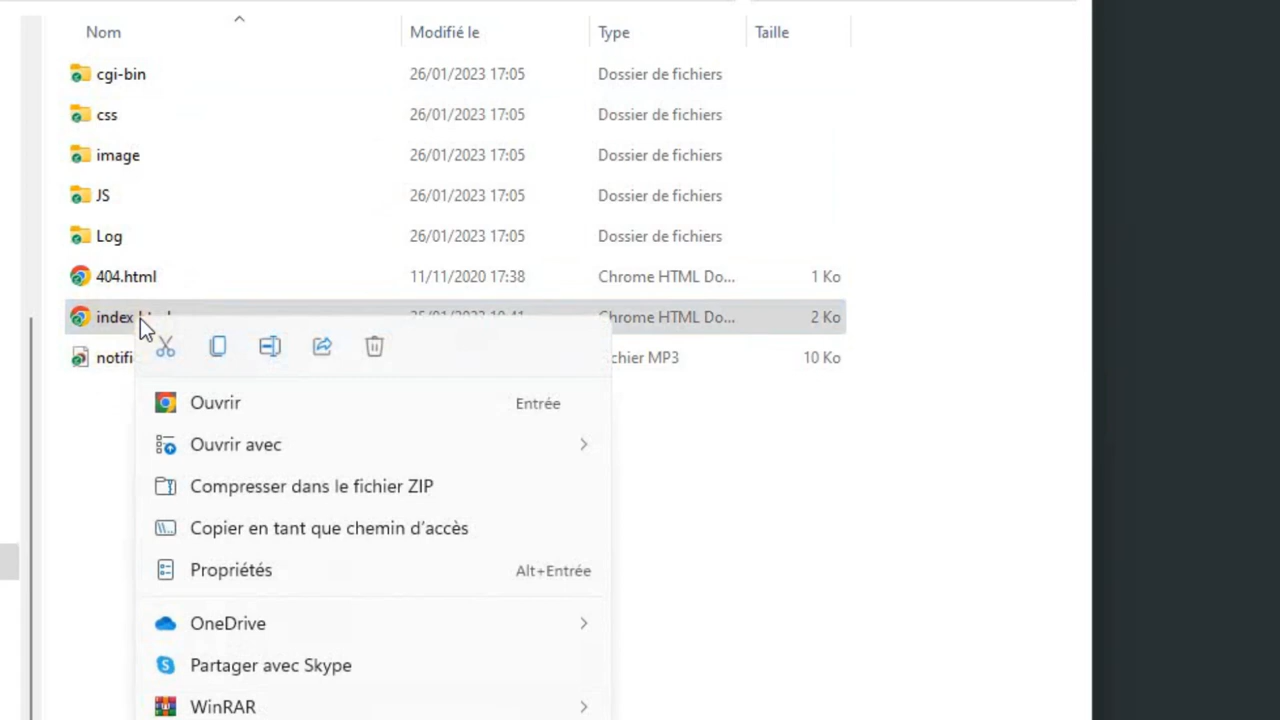 Nom Modifié le Type Taille
cgi-bin 26/01/2023 17:05 Dossier de fichiers
css 26/01/2023 17:05 Dossier de fichiers
image 26/01/2023 17:05 Dossier de fichiers
JS 26/01/2023 17:05 Dossier de fichiers
Log 26/01/2023 17:05 Dossier de fichiers
404.html 11/11/2020 17:38 Chrome HTML Do... 1 Ko
index Chrome HTML Do... 2 Ko
notifi chier MP3 10 Ko
Ouvrir Entrée
Ouvrir avec
Compresser dans le fichier ZIP
Copier en tant que chemin d’accès
Propriétés Alt+Entrée
OneDrive
Partager avec Skype
WinRAR